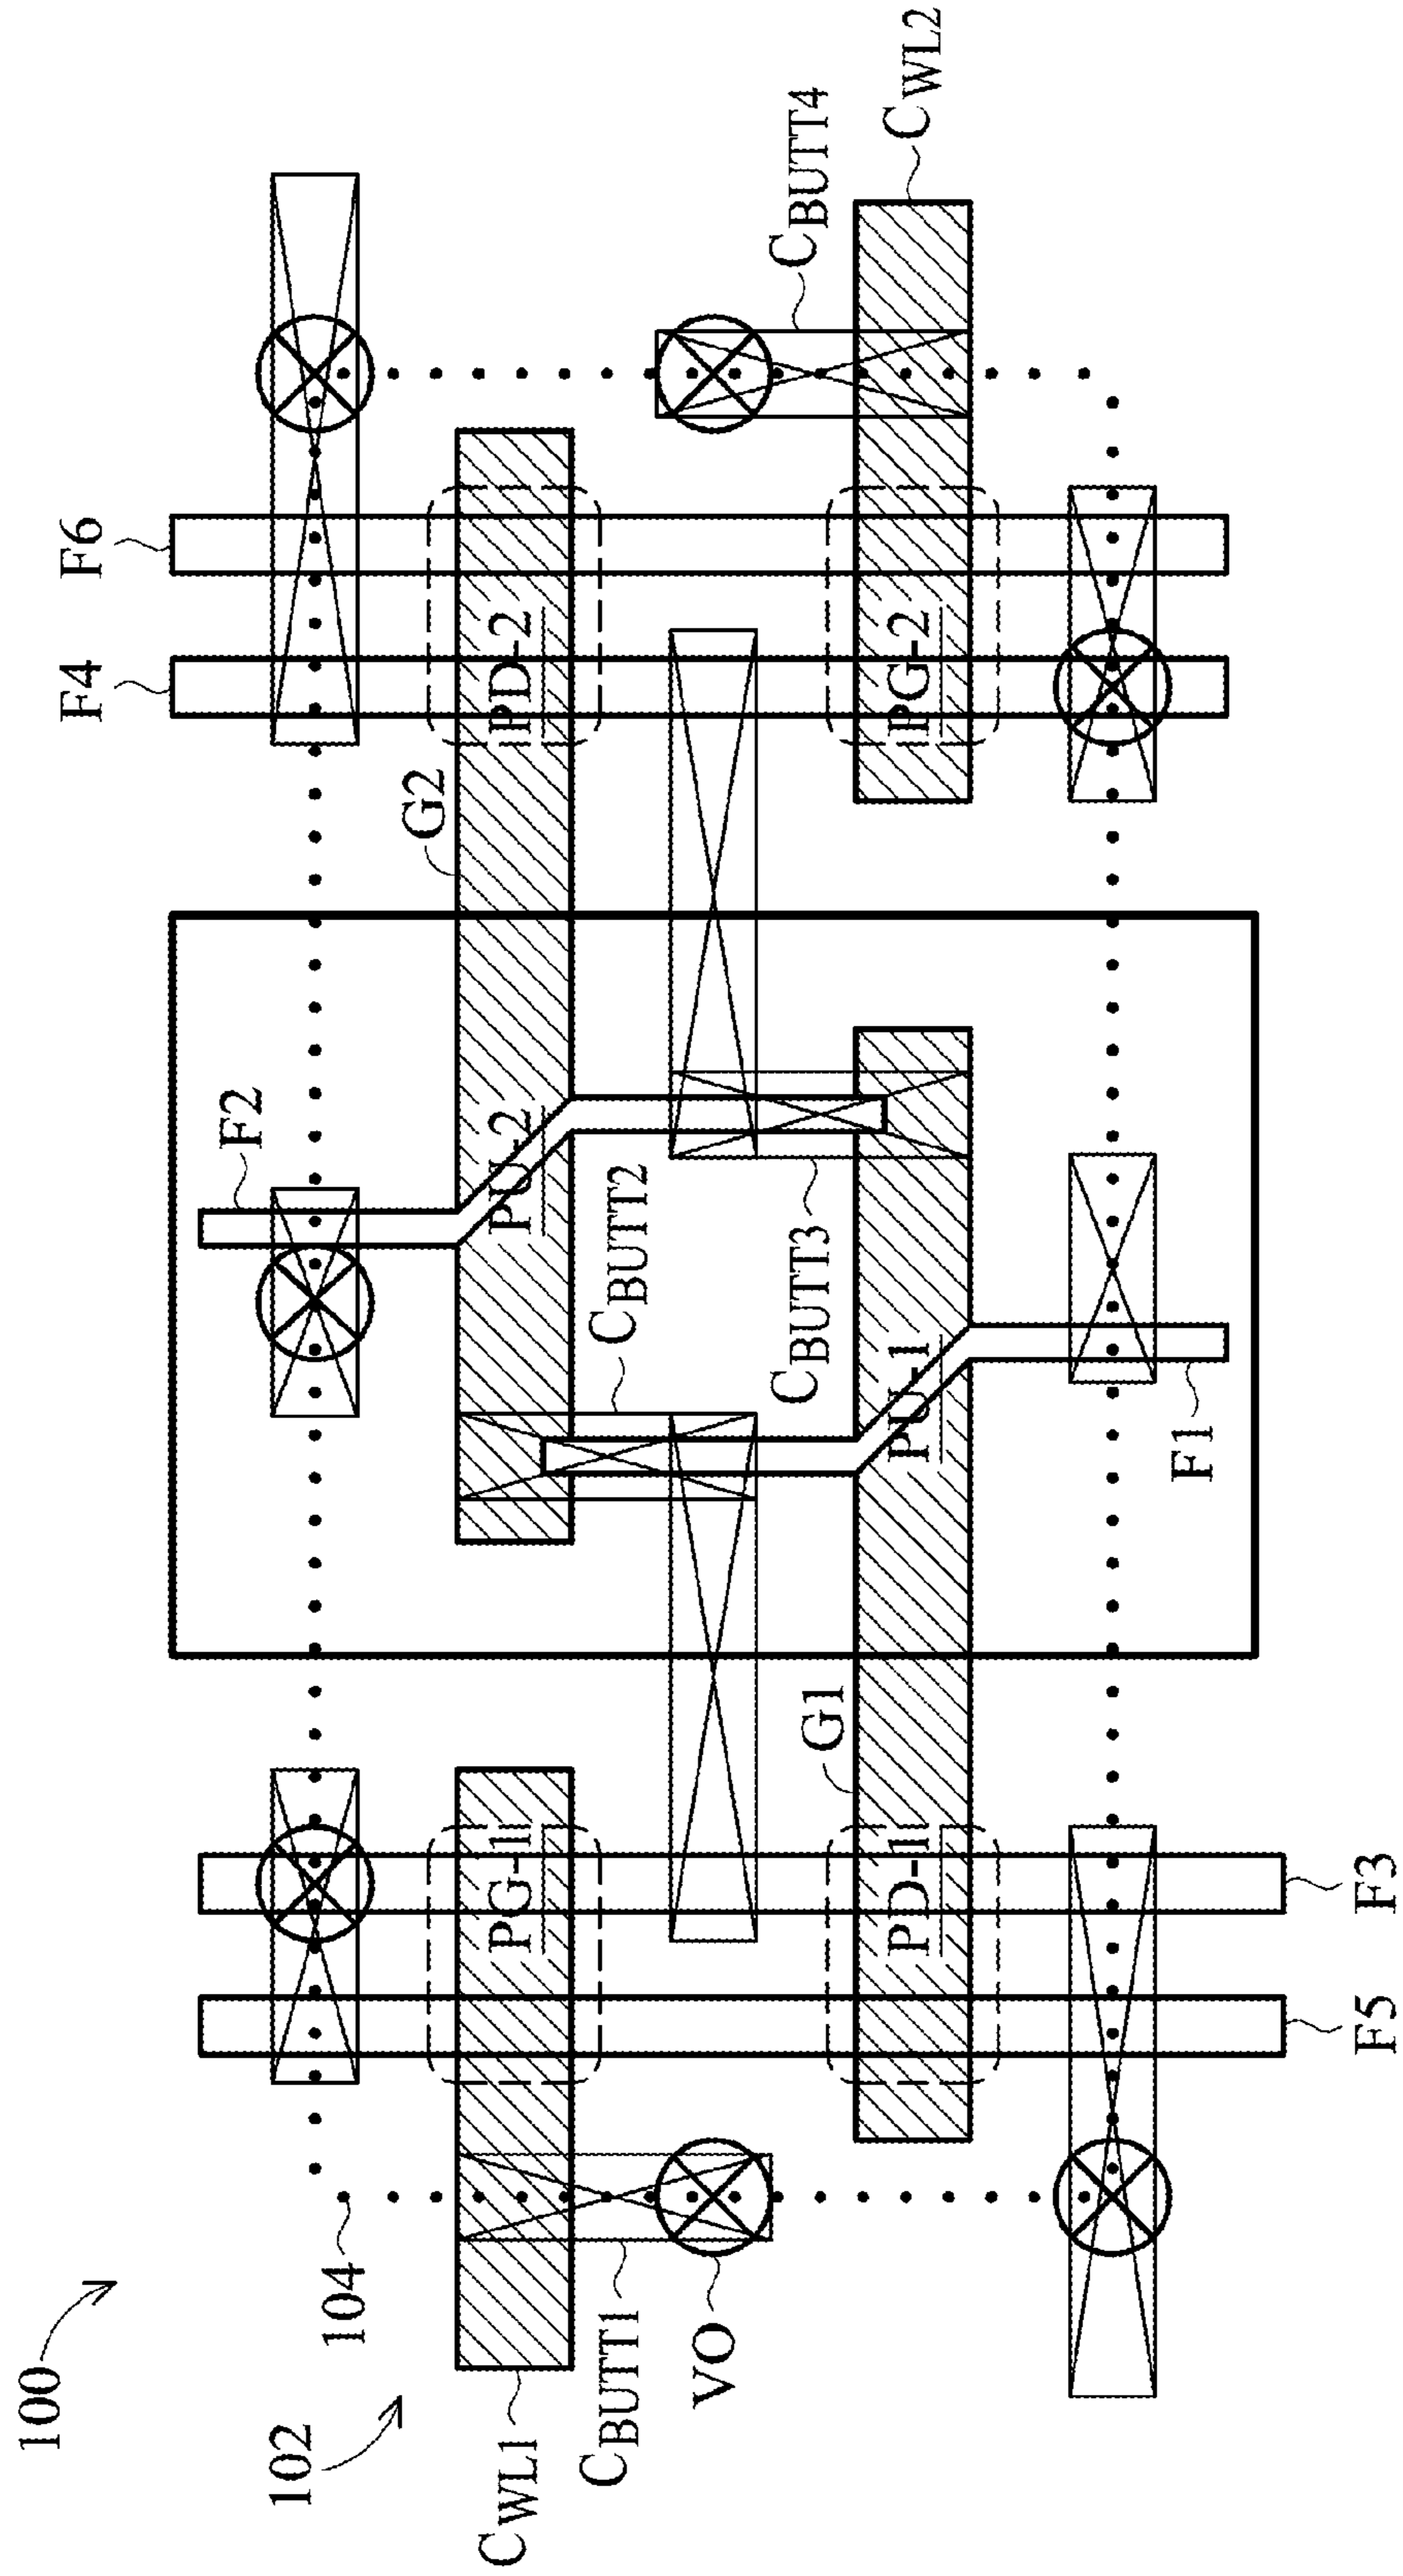 100
102
104
F5
F3
F1
F2
F4
F6
G2
G1
PG-1
PD-1
PU-2
PU-1
PD-2
PG-2
CWL1
CBUTT1
VO
CBUTT2
CBUTT3
CBUTT4
CWL2